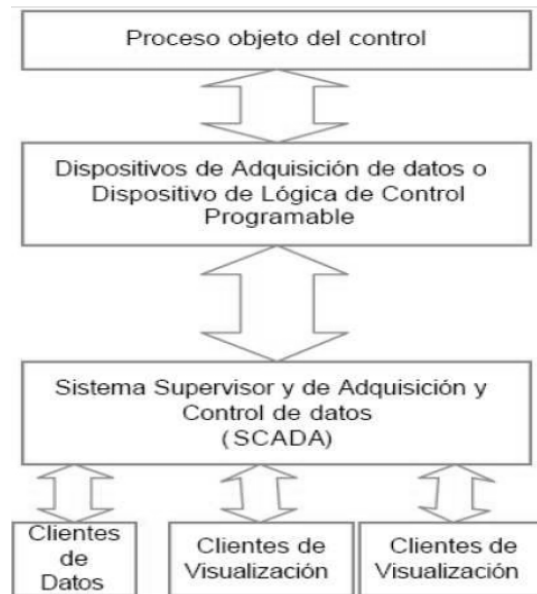 Proceso objeto del control
Dispositivos de Adquisición de datos o
Dispositivo de Lógica de Control
Programable
Sistema Supervisor y de Adquisición y
Control de datos
(SCADA)
Clientes
de
Datos
Clientes de
Visualización
Clientes de
Visualización